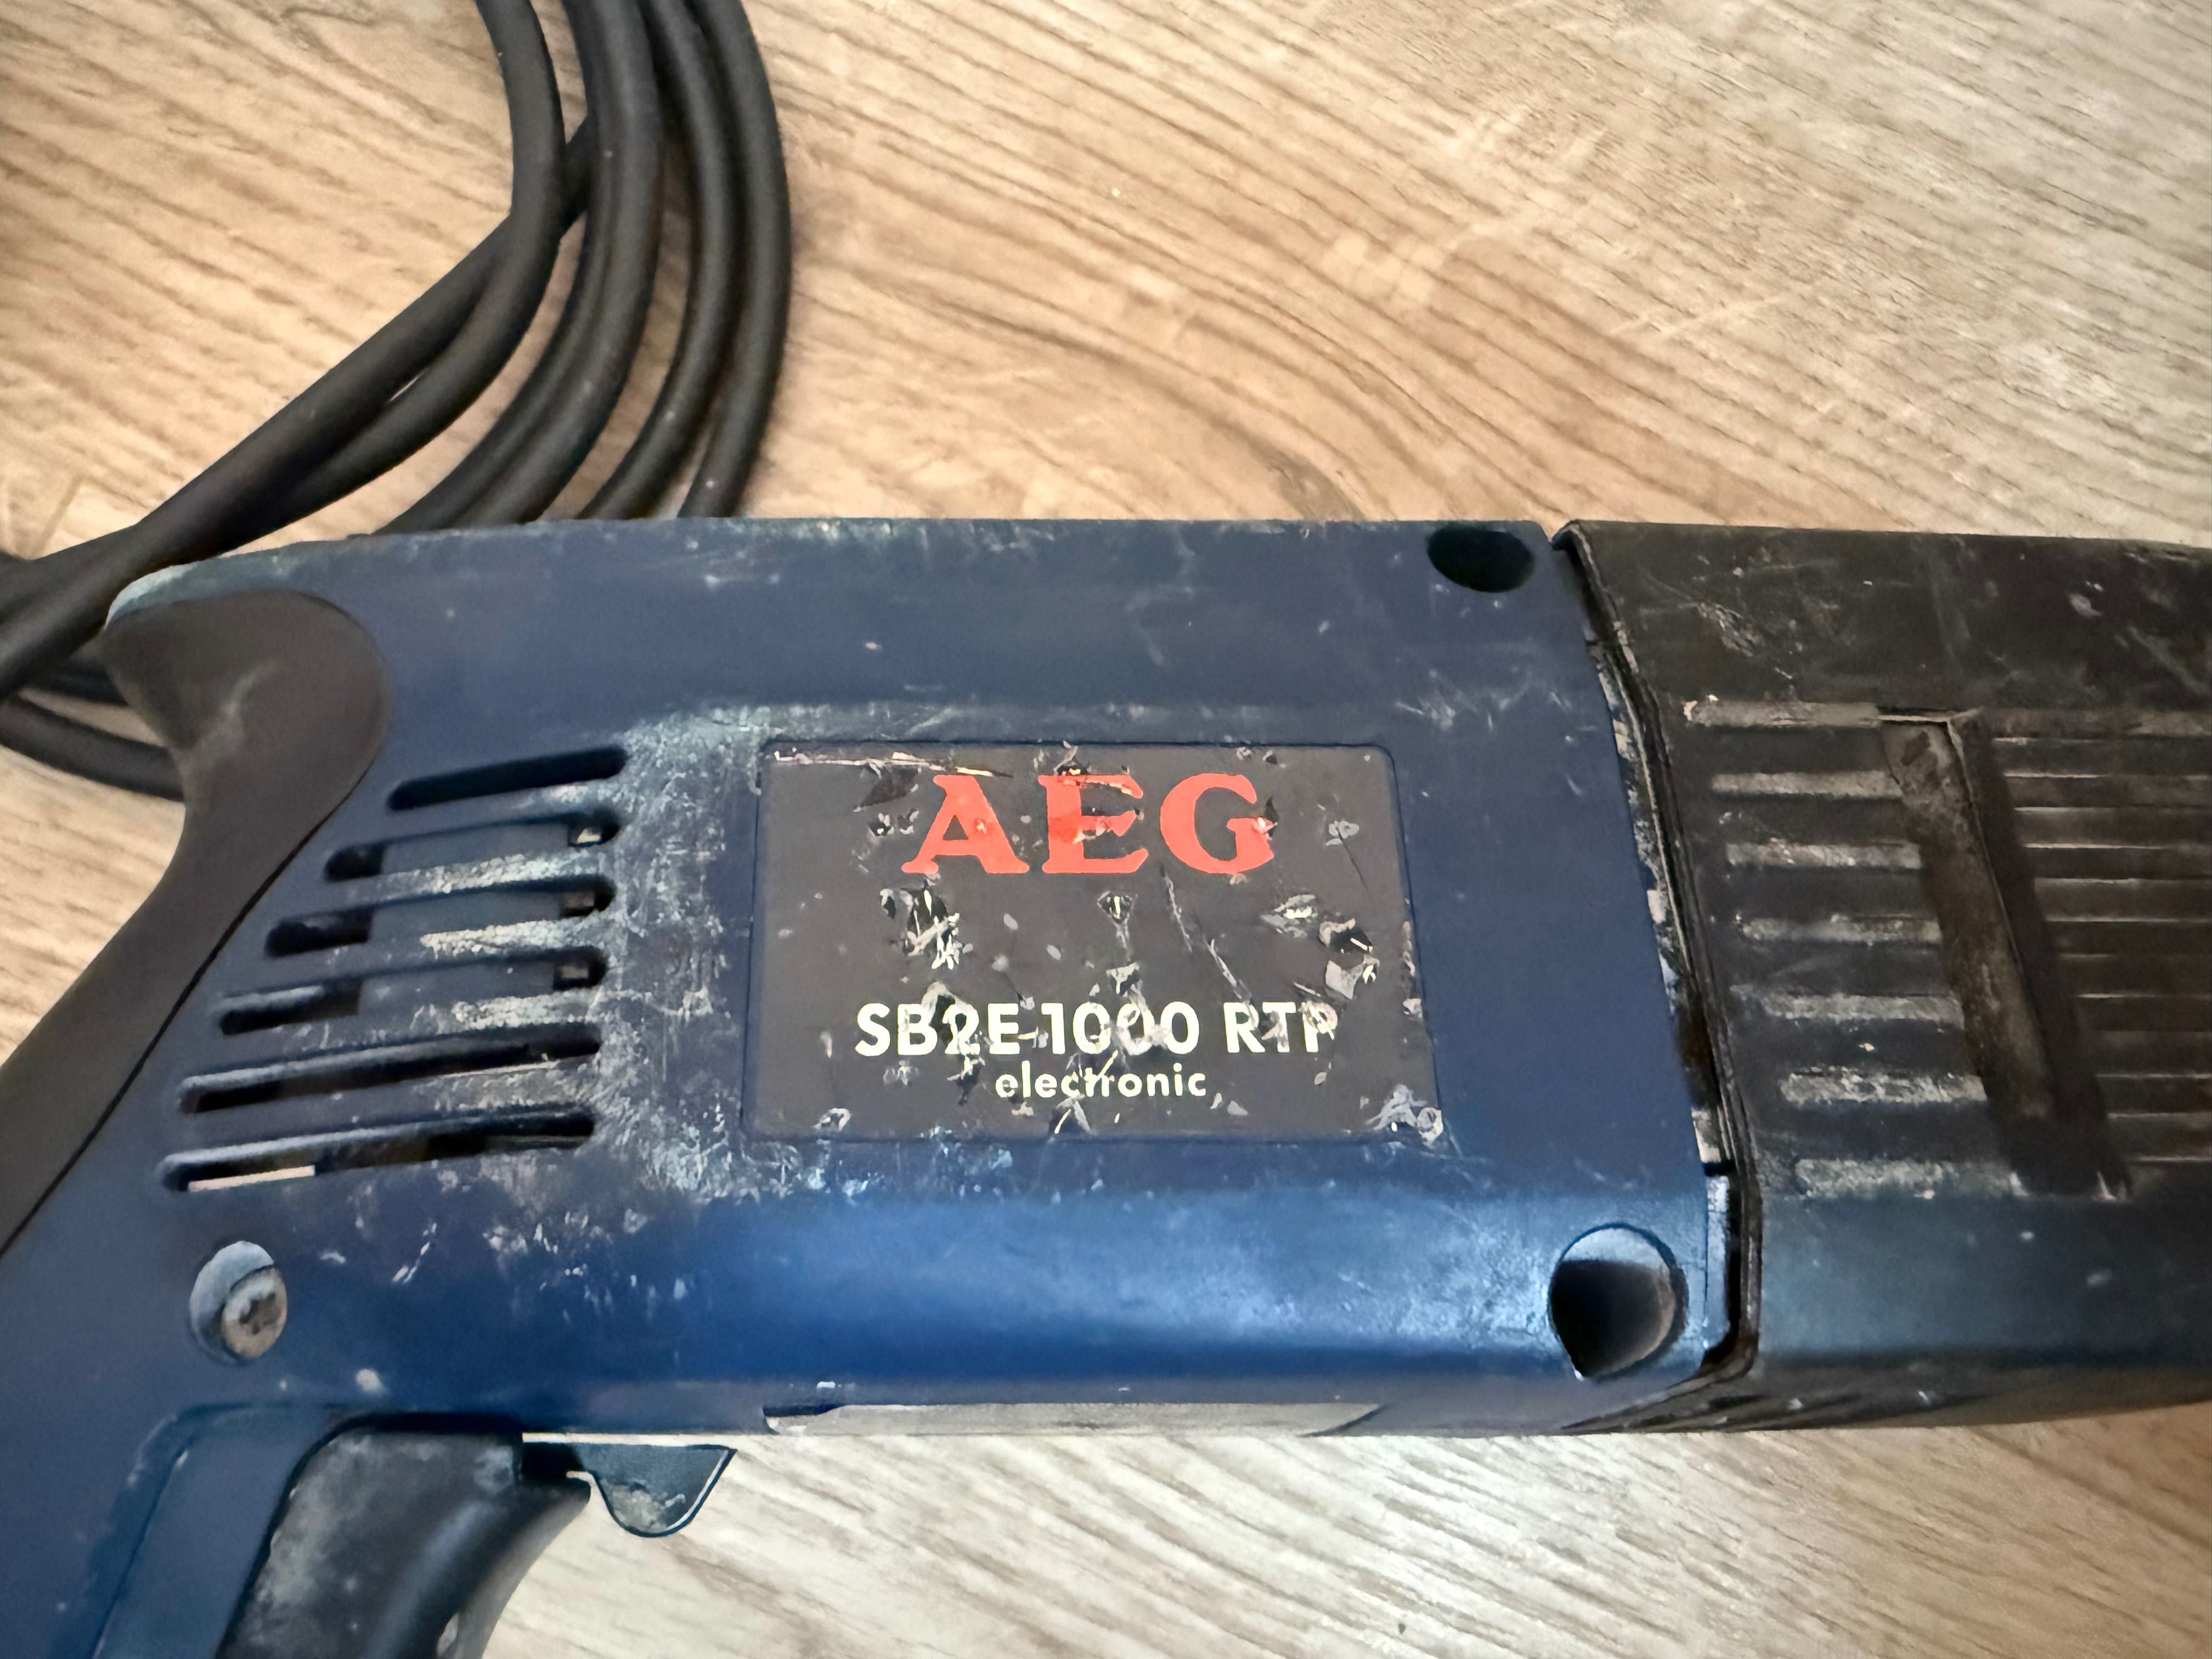 AEG
SB2E 1000 RTP
electronic